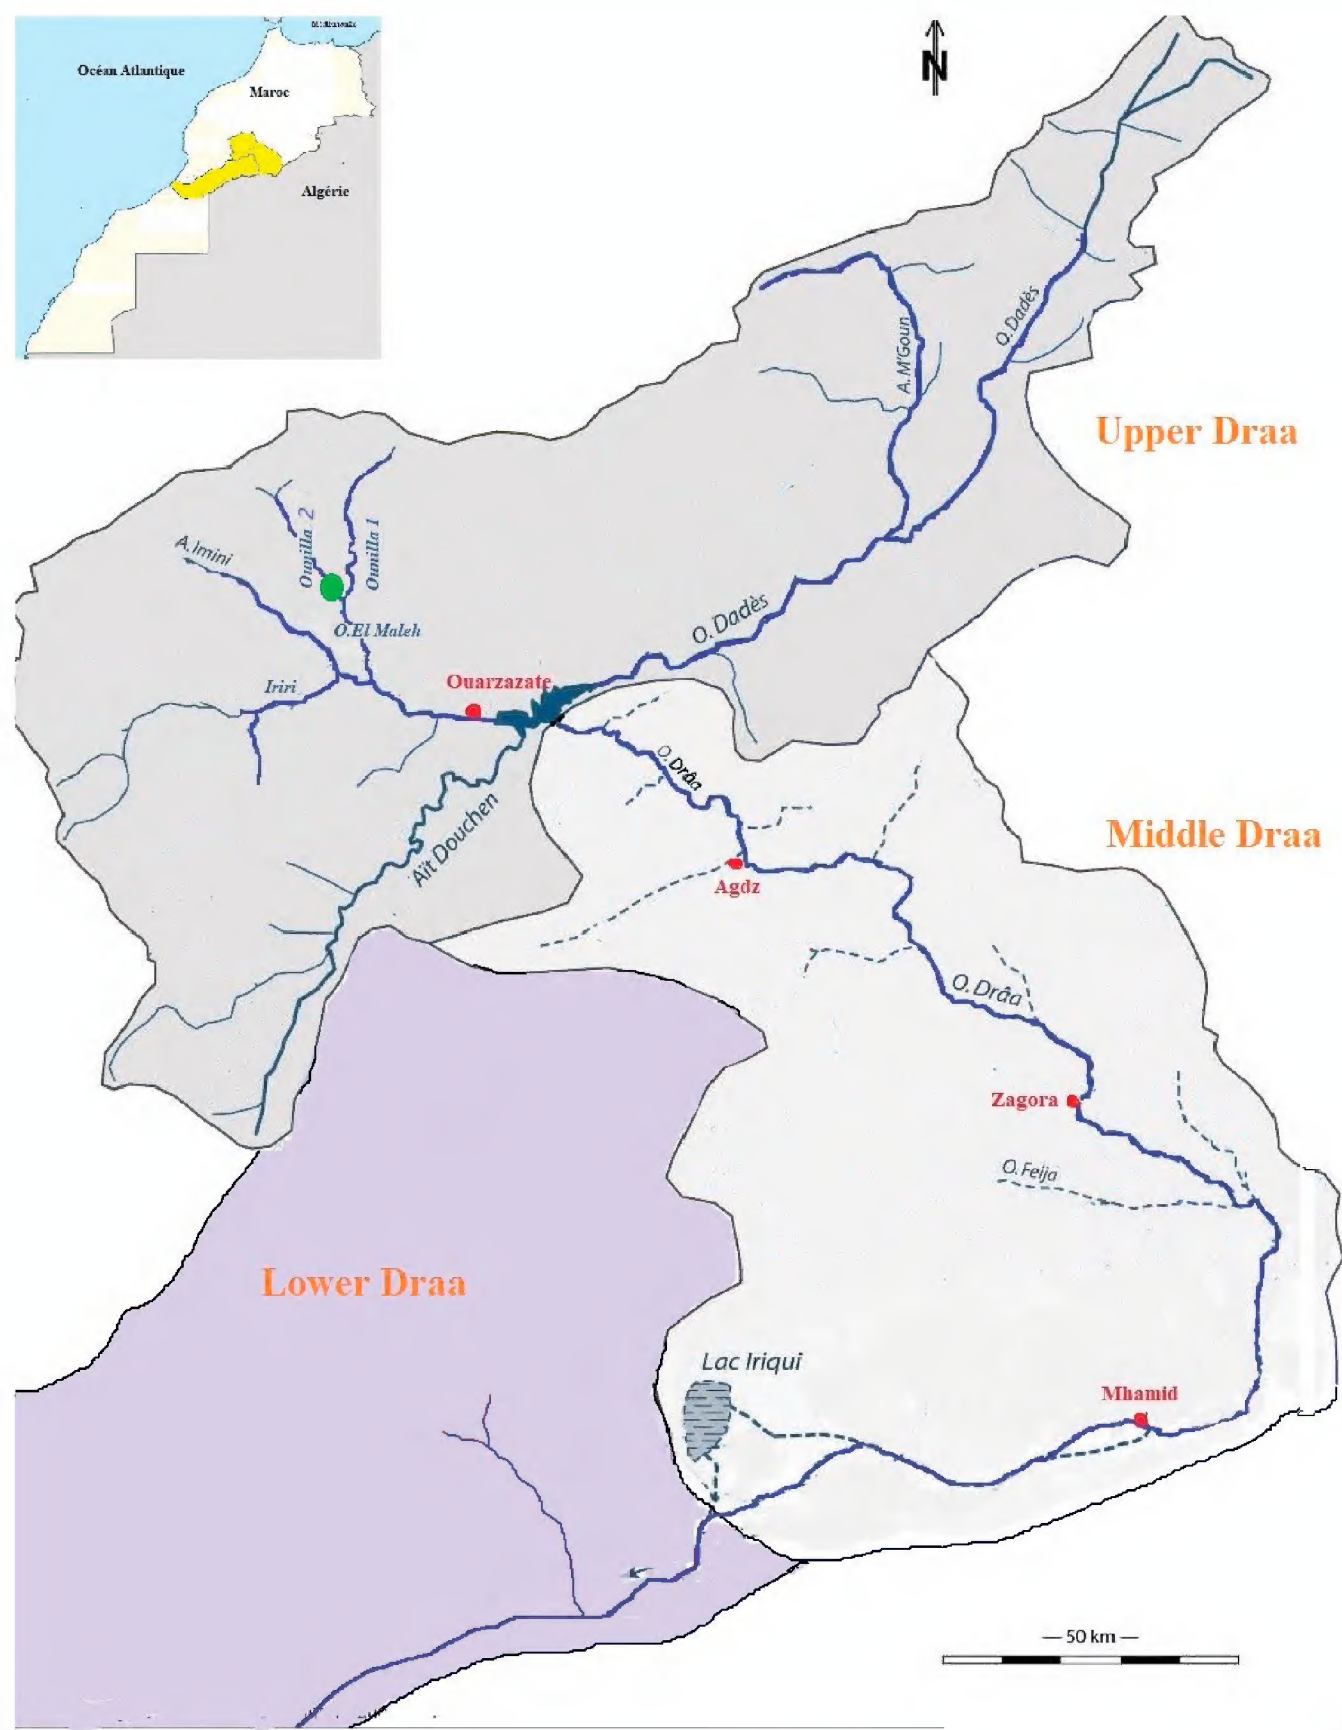 Océan Atlantique
Maroc
Algérie
N
O.Dadès
A. M'Goun
Upper Draa
Ounilla 2
Ounilla 1
A.Imini
O.El Maleh
O. Dadès
Iriri
Ouarzazate
O. Drâa
Aït Douchen
Middle Draa
Agdz
O. Drâa
Zagora
O. Feija
Lower Draa
Lac Iriqui
Mhamid
— 50 km —